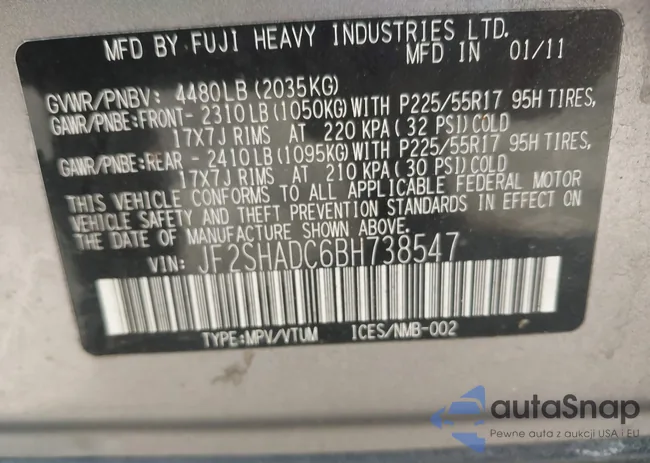 MFD BY FUJI HEAVY INDUSTRIES LTD.
MFD IN 01/11
GVWR/PNBV: 4480LB (2035KG)
GAWR/PNBE:FRONT- 2310LB (1050KG) WITH P225/55R17 95H TIRES,
17X7J RIMS AT 220 KPA ( 32 PSI) COLD
GAWR/PNBE:REAR - 2410LB (1095KG) WITH P225/55R17 95H TIRES,
17X7J RIMS AT 210 KPA ( 30 PSI) COLD
THIS VEHICLE CONFORMS TO ALL APPLICABLE FEDERAL MOTOR
VEHICLE SAFETY AND THEFT PREVENTION STANDARDS IN EFFECT ON
THE DATE OF MANUFACTURE SHOWN ABOVE.
VIN: JF2SHADC6BH738547
TYPE:MPV/VTUM ICES/NMB-002
autaSnap
Pewne auta z aukcji USA i EU